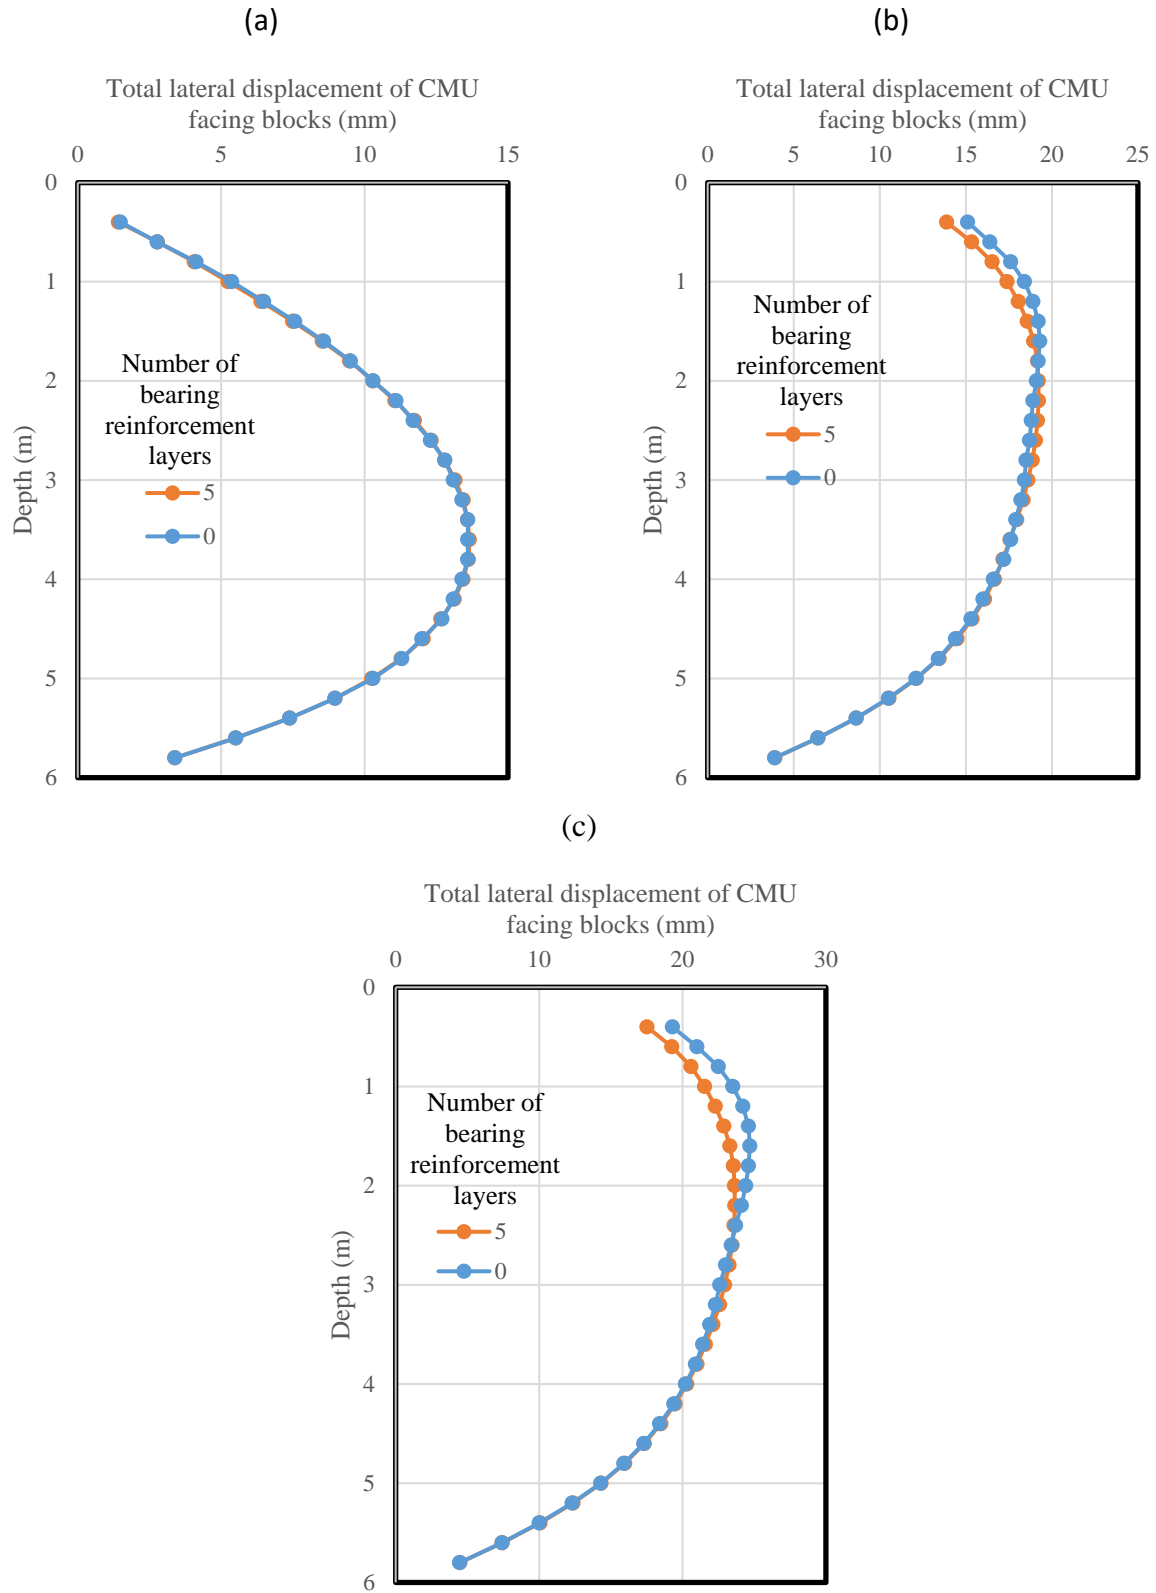 (a)
Total lateral displacement of CMU
facing blocks (mm)
0 5 10 15
0
1
2
3
4
5
6
Depth (m)
Number of
bearing
reinforcement
layers
5
0
(b)
Total lateral displacement of CMU
facing blocks (mm)
0 5 10 15 20 25
0
1
2
3
4
5
6
Depth (m)
Number of
bearing
reinforcement
layers
5
0
(c)
Total lateral displacement of CMU
facing blocks (mm)
0 10 20 30
0
1
2
3
4
5
6
Depth (m)
Number of
bearing
reinforcement
layers
5
0